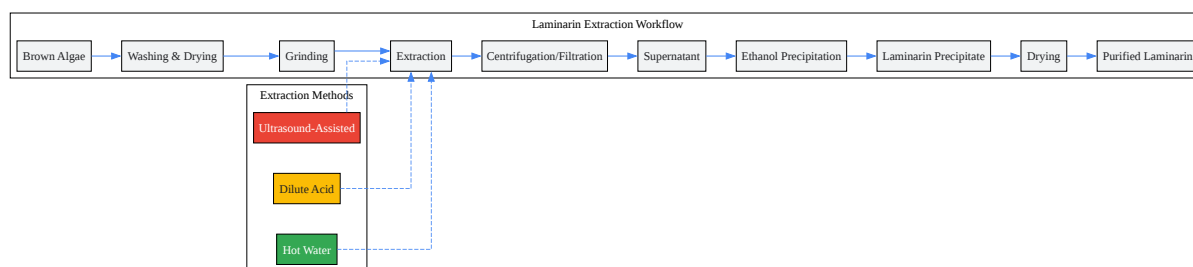 Laminarin Extraction Workflow
Brown Algae
Washing & Drying
Grinding
Extraction
Centrifugation/Filtration
Supernatant
Ethanol Precipitation
Laminarin Precipitate
Drying
Purified Laminarin
Extraction Methods
Ultrasound-Assisted
Dilute Acid
Hot Water